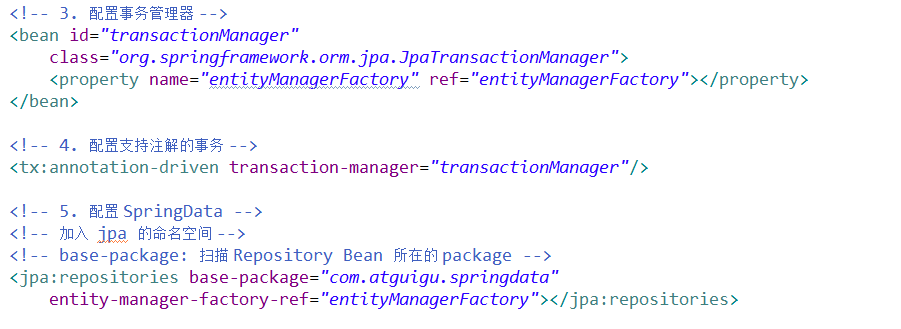 <!-- 3. 配置事务管理器 -->
<bean id="transactionManager"
class="org.springframework.orm.jpa.JpaTransactionManager">
<property name="entityManagerFactory" ref="entityManagerFactory"></property>
</bean>
<!-- 4. 配置支持注解的事务 -->
<tx:annotation-driven transaction-manager="transactionManager"/>
<!-- 5. 配置 SpringData -->
<!-- 加入 jpa 的命名空间 -->
<!-- base-package: 扫描 Repository Bean 所在的 package -->
<jpa:repositories base-package="com.atguigu.springdata"
entity-manager-factory-ref="entityManagerFactory"></jpa:repositories>